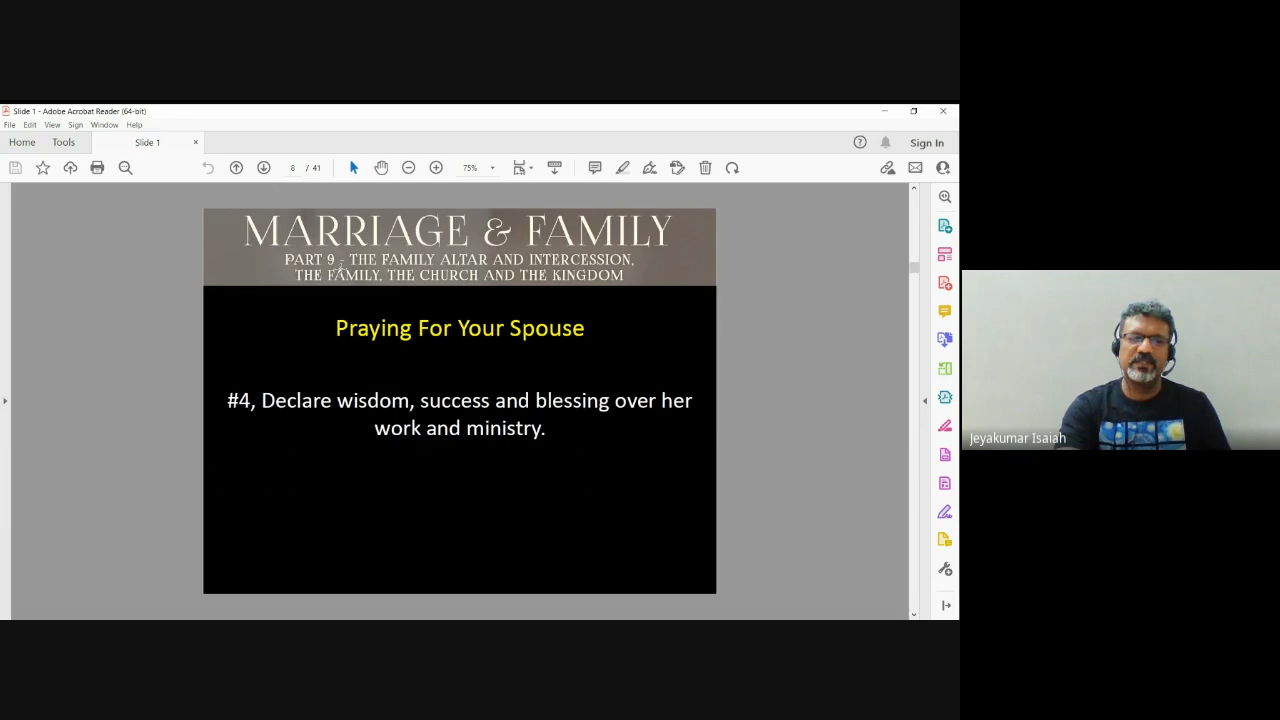 Slide 1 - Adobe Acrobat Reader (64-bit)
File Edit View Sign Window Help
Home Tools Slide 1 × Sign In
8 / 41 75%
MARRIAGE & FAMILY
PART 9 - THE FAMILY ALTAR AND INTERCESSION,
THE FAMILY, THE CHURCH AND THE KINGDOM
Praying For Your Spouse
#4, Declare wisdom, success and blessing over her
work and ministry.
Jeyakumar Isaiah